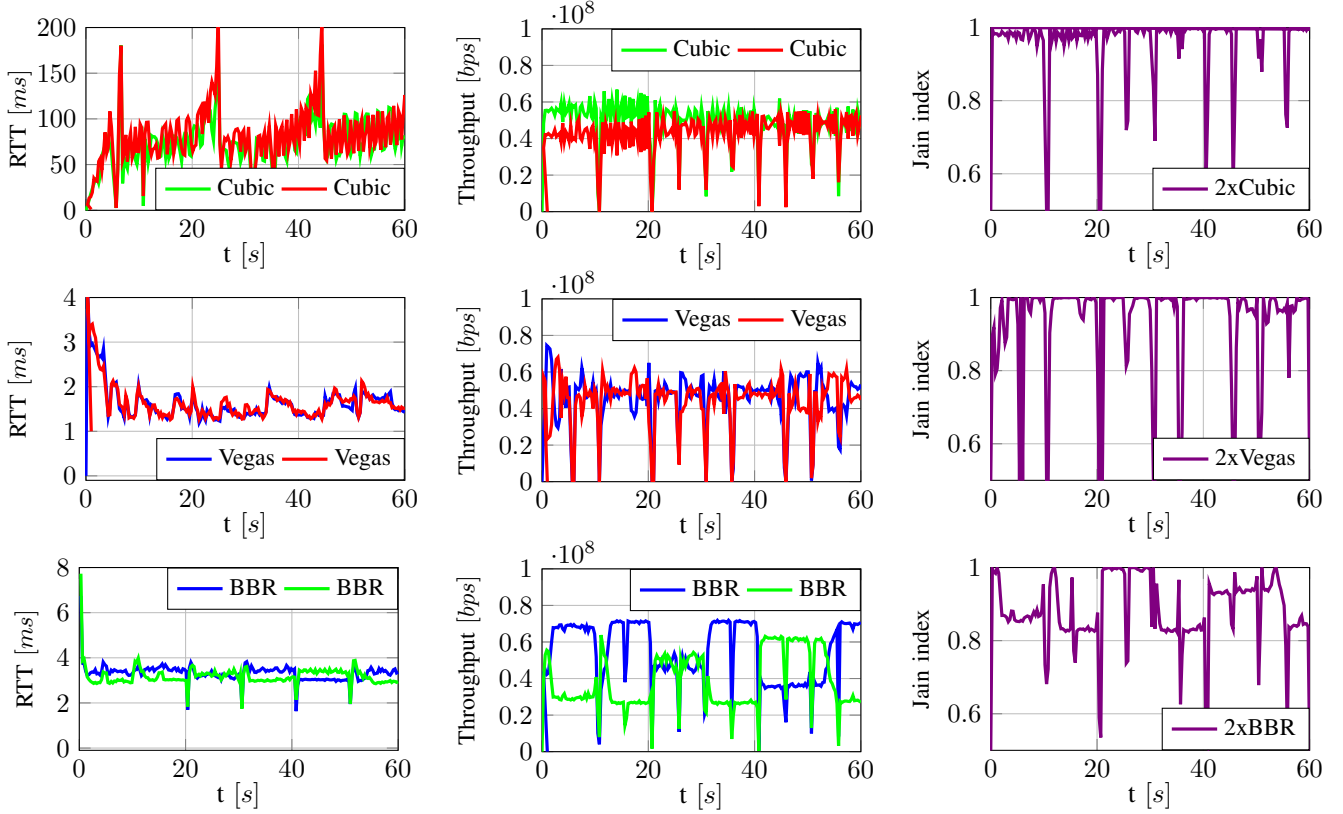 ·10⁸
200
150
100
50
0
RTT [ms]
Cubic Cubic
0 20 40 60
t [s]
1
0.8
0.6
0.4
0.2
0
Throughput [bps]
Cubic Cubic
0 20 40 60
t [s]
1
0.8
0.6
Jain index
2xCubic
0 20 40 60
t [s]
4
3
2
1
0
RTT [ms]
Vegas Vegas
0 20 40 60
t [s]
·10⁸
1
0.8
0.6
0.4
0.2
0
Throughput [bps]
Vegas Vegas
0 20 40 60
t [s]
1
0.8
0.6
Jain index
2xVegas
0 20 40 60
t [s]
8
6
4
2
0
RTT [ms]
BBR BBR
0 20 40 60
t [s]
·10⁸
1
0.8
0.6
0.4
0.2
0
Throughput [bps]
BBR BBR
0 20 40 60
t [s]
1
0.8
0.6
Jain index
2xBBR
0 20 40 60
t [s]